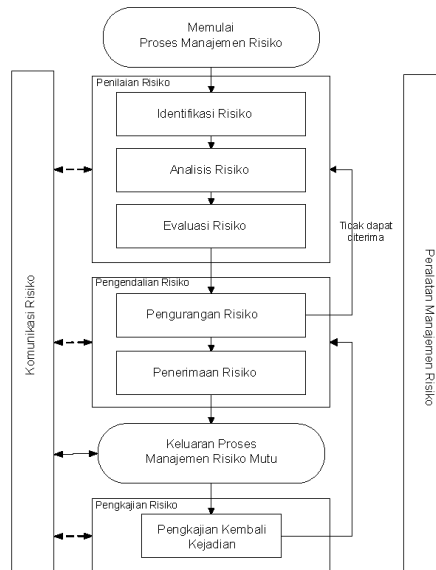 Memulai
Proses Manajemen Risiko
Penilaian Risiko
Identifikasi Risiko
Analisis Risiko
Evaluasi Risiko
Tidak dapat
diterima
Pengendalian Risiko
Pengurangan Risiko
Penerimaan Risiko
Keluaran Proses
Manajemen Risiko Mutu
Pengkajian Risiko
Pengkajian Kembali
Kejadian
Komunikasi Risiko
Peralatan Manajemen Risiko